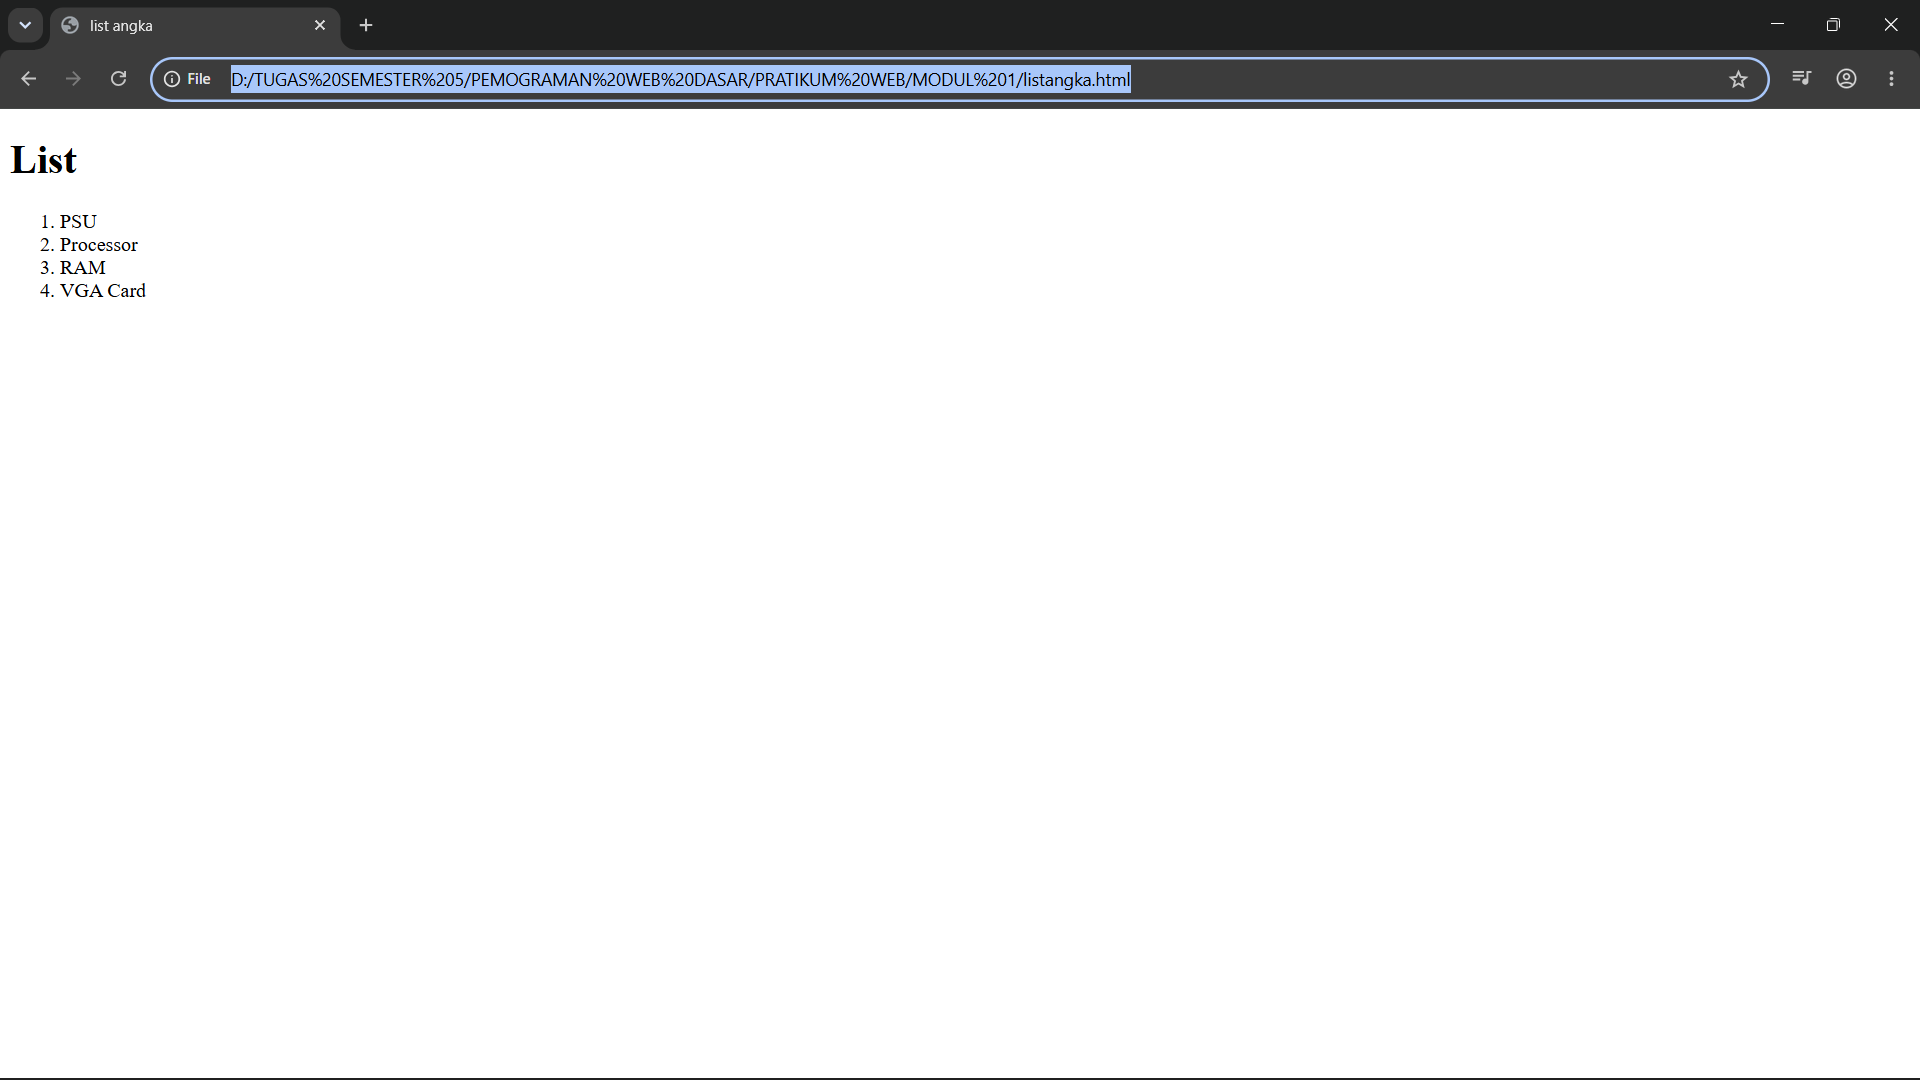 list angka
File D:/TUGAS%20SEMESTER%205/PEMOGRAMAN%20WEB%20DASAR/PRATIKUM%20WEB/MODUL%201/listangka.html
List
1. PSU
2. Processor
3. RAM
4. VGA Card